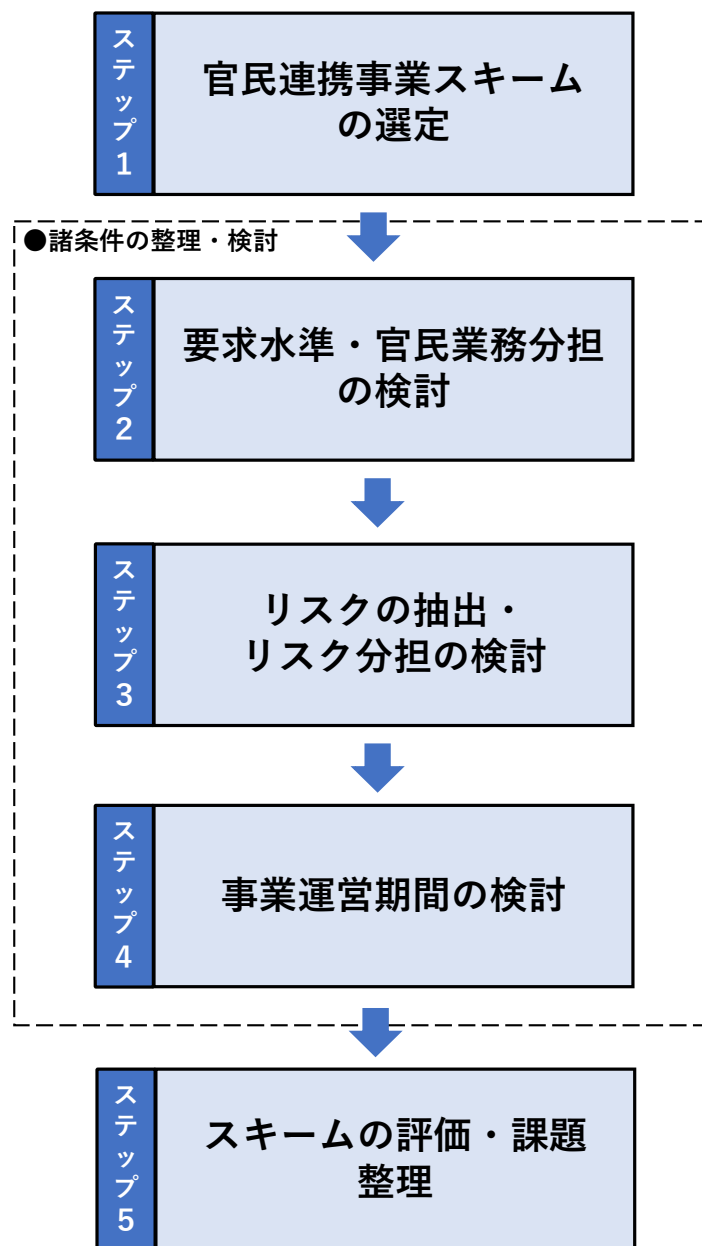 ステップ1
官民連携事業スキーム
の選定
●諸条件の整理・検討
ステップ2
要求水準・官民業務分担
の検討
ステップ3
リスクの抽出・
リスク分担の検討
ステップ4
事業運営期間の検討
ステップ5
スキームの評価・課題
整理